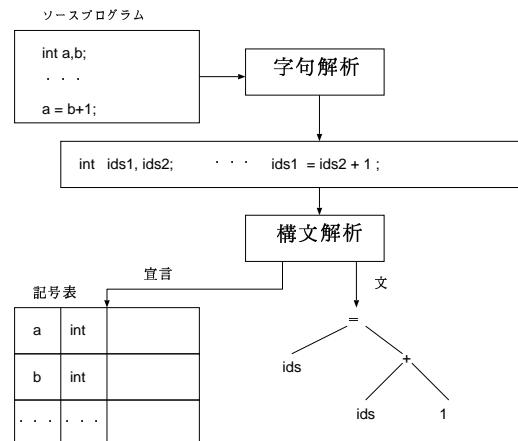 ソースプログラム
int a,b;
・・・
a = b+1;
字句解析
int ids1, ids2; ・・・ ids1 = ids2 + 1 ;
構文解析
宣言
文
記号表
a int
b int
・・・ ・・・
=
ids
+
ids 1